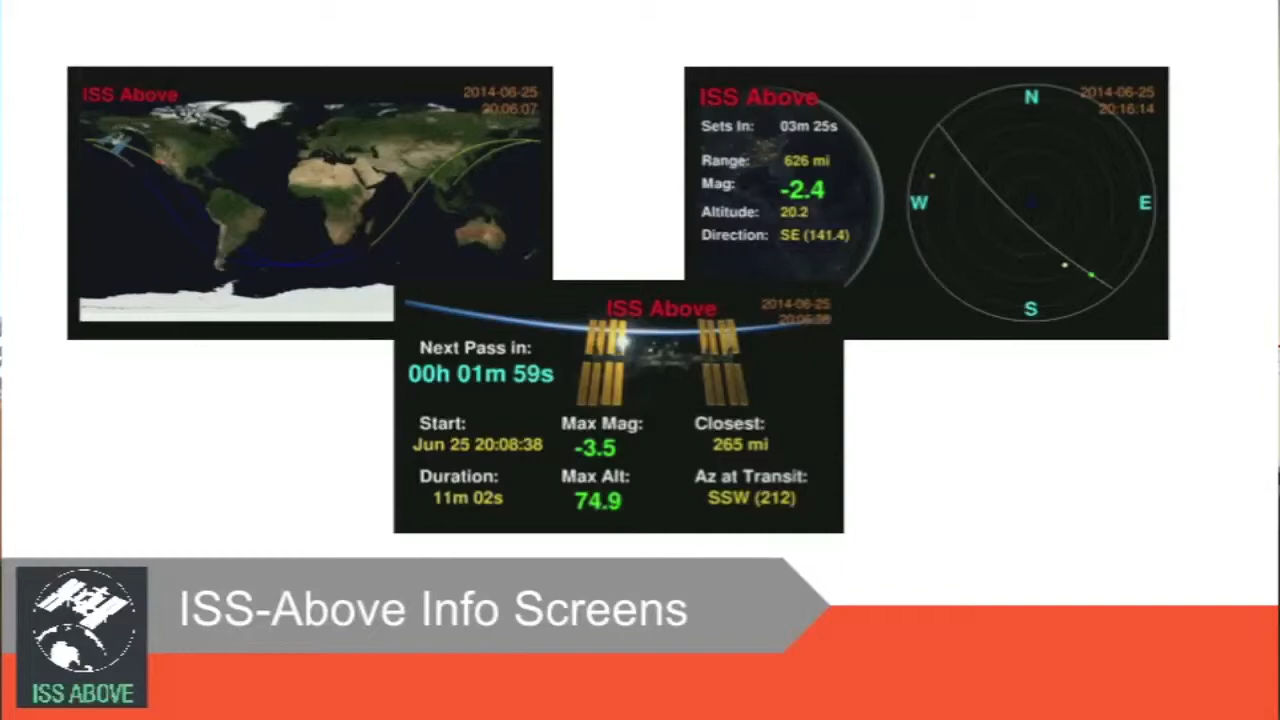 ISS Above
2014-06-25
20:06:07
ISS Above
2014-06-25
20:16:14
Sets In: 03m 25s
Range: 626 mi
Mag: -2.4
Altitude: 20.2
Direction: SE (141.4)
N
W
E
S
ISS Above
2014-06-25
Next Pass in:
00h 01m 59s
Start: Max Mag: Closest:
Jun 25 20:08:38 -3.5 265 mi
Duration: Max Alt: Az at Transit:
11m 02s 74.9 SSW (212)
ISS-Above Info Screens
ISS ABOVE